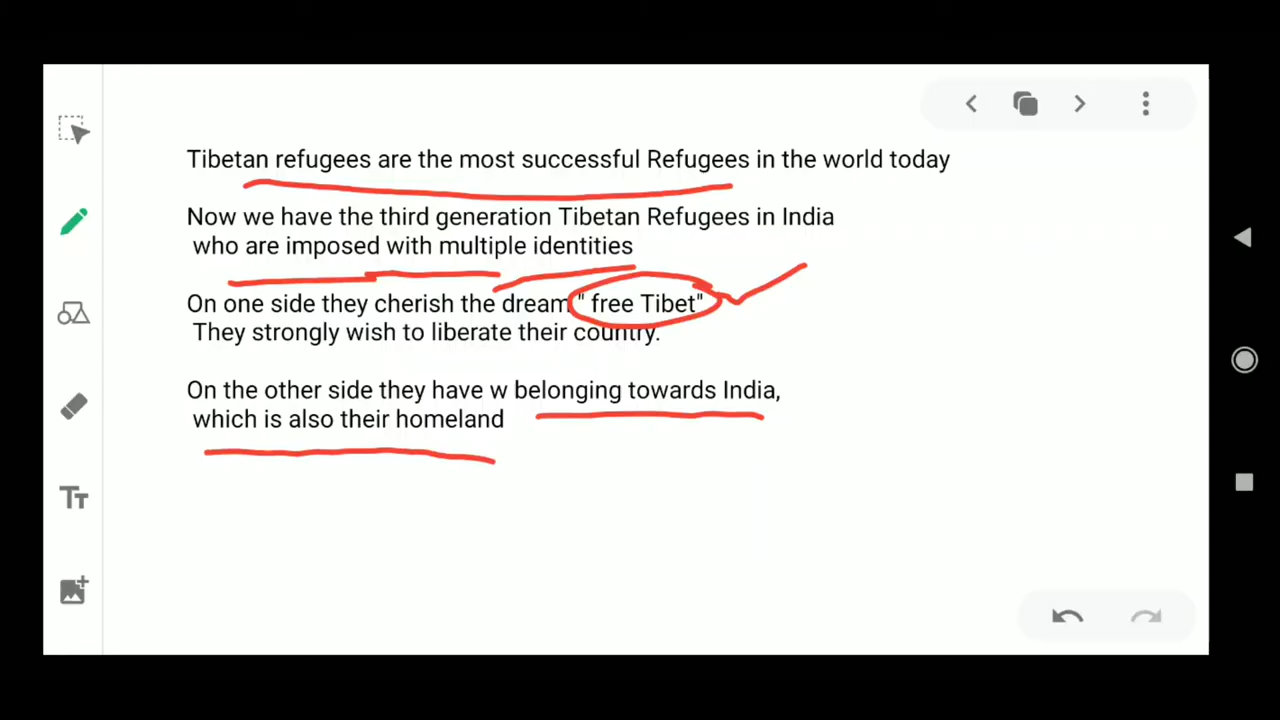 Tibetan refugees are the most successful Refugees in the world today
Now we have the third generation Tibetan Refugees in India
who are imposed with multiple identities
On one side they cherish the dream " free Tibet"
They strongly wish to liberate their country.
On the other side they have w belonging towards India,
which is also their homeland
TT